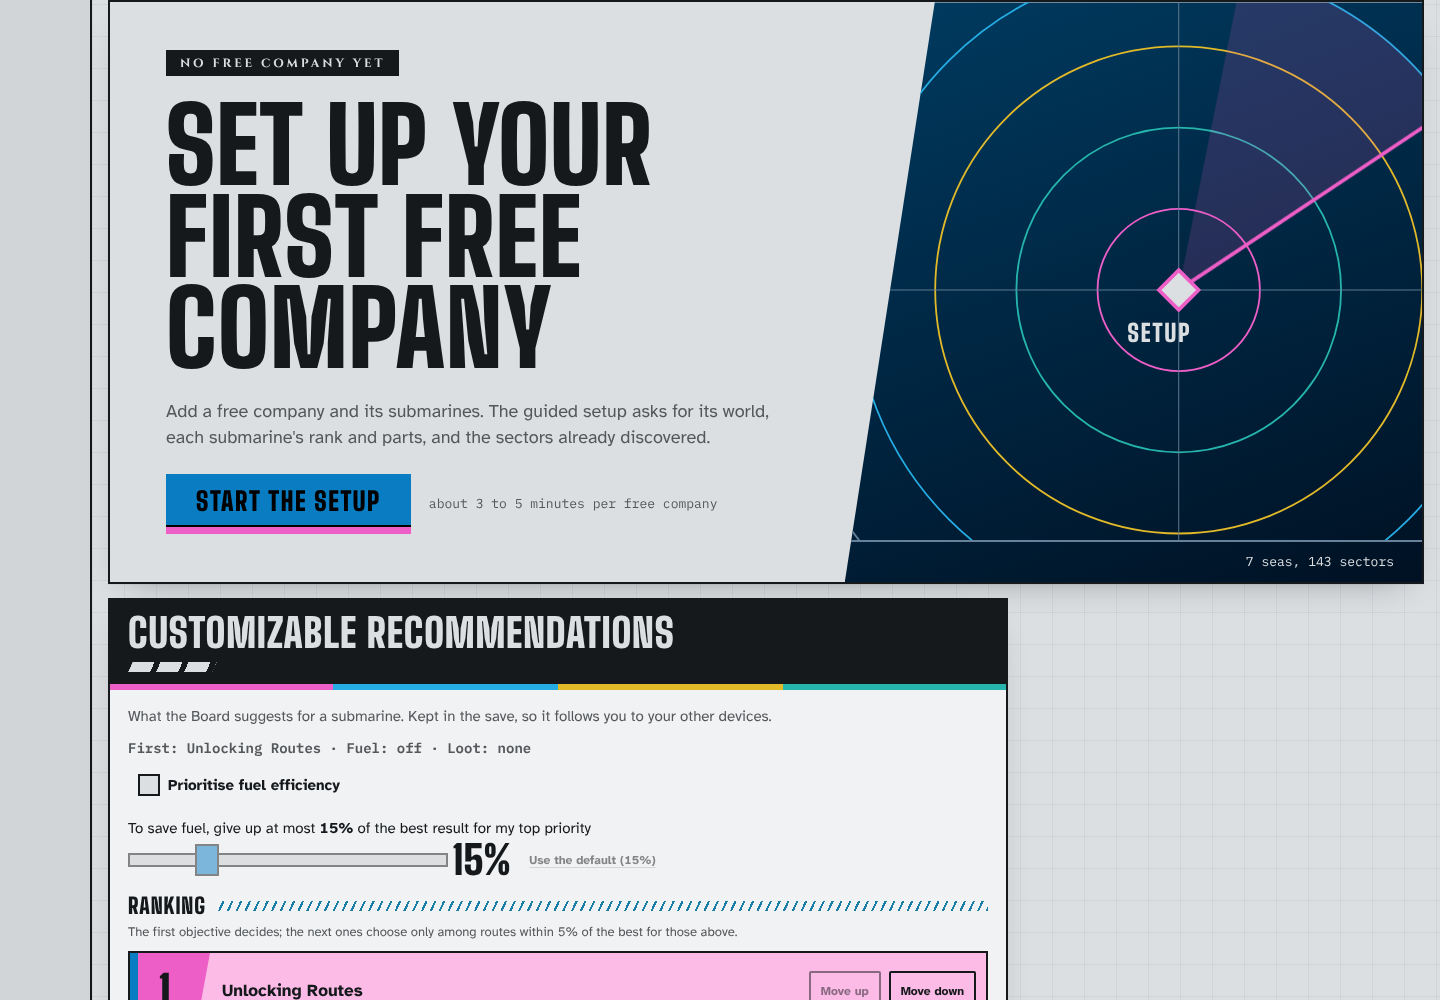 NO FREE COMPANY YET
SET UP YOUR
FIRST FREE
COMPANY
Add a free company and its submarines. The guided setup asks for its world,
each submarine's rank and parts, and the sectors already discovered.
START THE SETUP
about 3 to 5 minutes per free company
SETUP
7 seas, 143 sectors
CUSTOMIZABLE RECOMMENDATIONS
What the Board suggests for a submarine. Kept in the save, so it follows you to your other devices.
First: Unlocking Routes · Fuel: off · Loot: none
Prioritise fuel efficiency
To save fuel, give up at most 15% of the best result for my top priority
15%
Use the default (15%)
RANKING
The first objective decides; the next ones choose only among routes within 5% of the best for those above.
1
Unlocking Routes
Move up
Move down